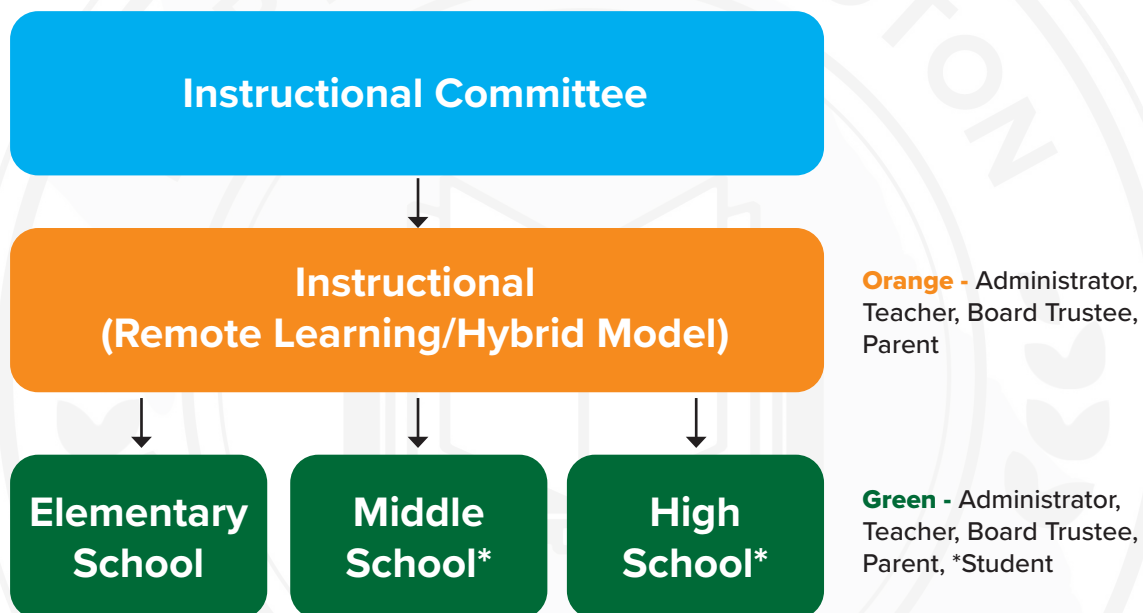 Instructional Committee
Instructional
(Remote Learning/Hybrid Model)
Orange - Administrator,
Teacher, Board Trustee,
Parent
Elementary
School
Middle
School*
High
School*
Green - Administrator,
Teacher, Board Trustee,
Parent, *Student